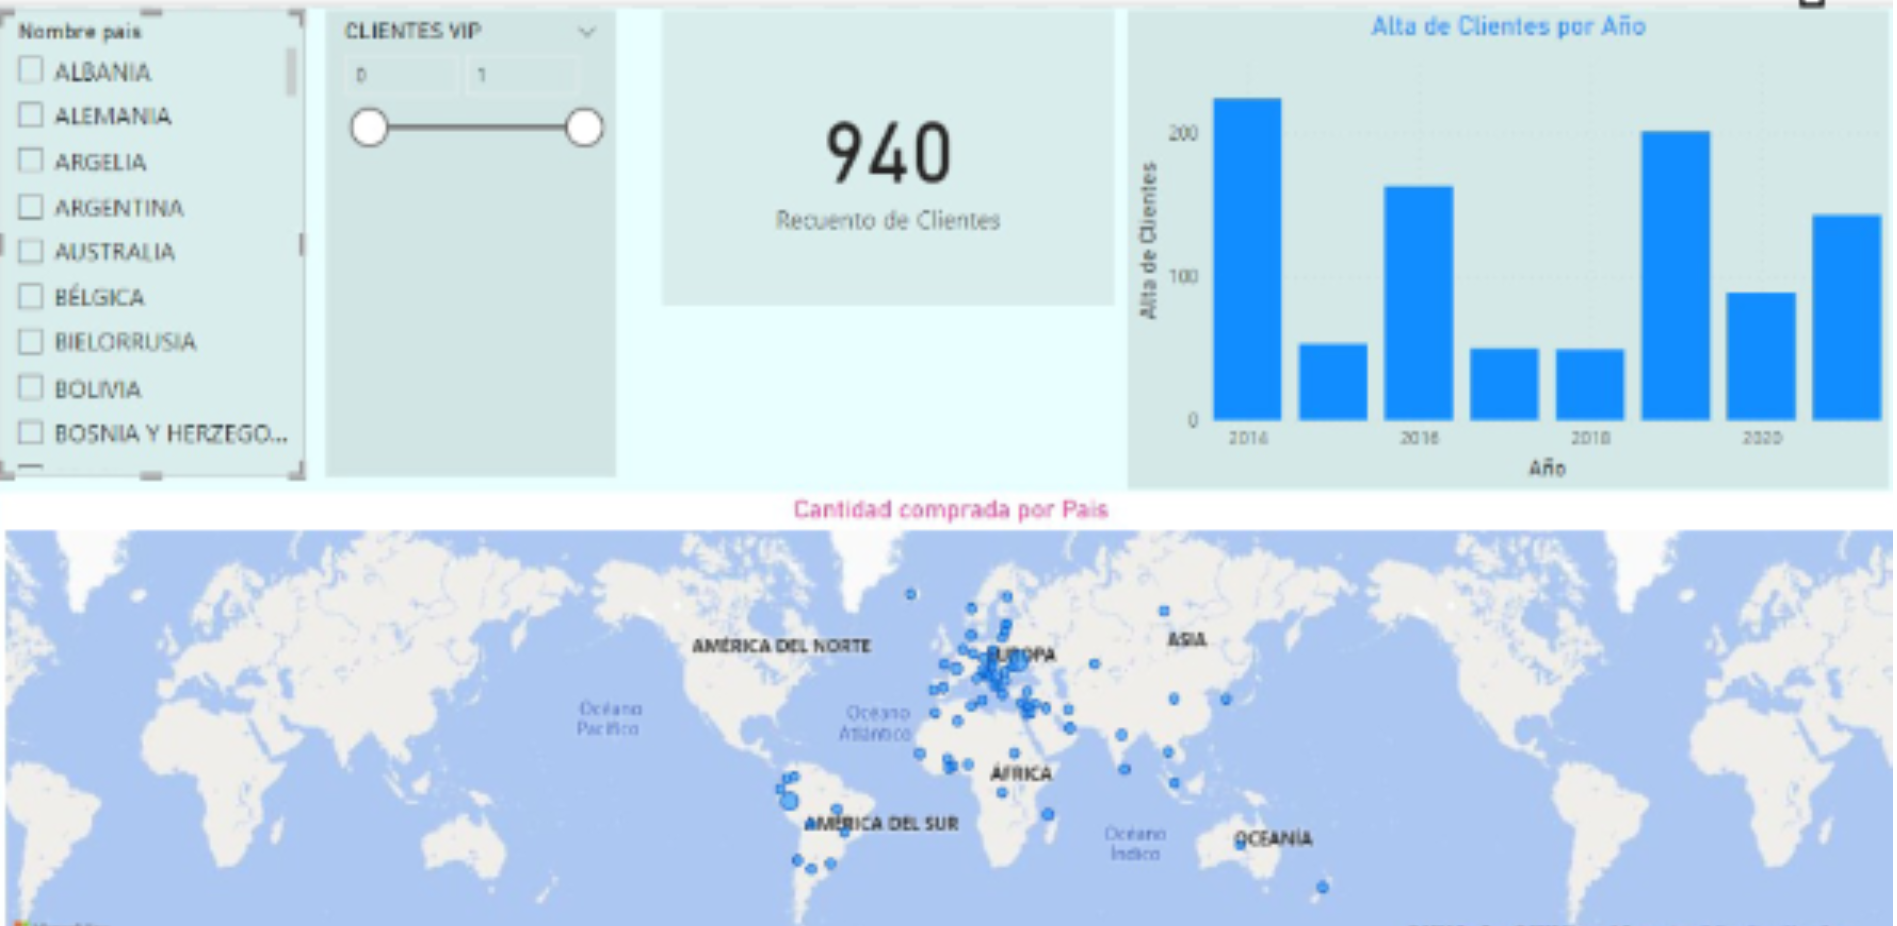 Nombre pais
ALBANIA
ALEMANIA
ARGELIA
ARGENTINA
AUSTRALIA
BÉLGICA
BIELORRUSIA
BOLIVIA
BOSNIA Y HERZEGO...
CLIENTES VIP
0 1
940
Recuento de Clientes
Alta de Clientes por Año
Alta de Clientes
200
100
0
2014 2016 2018 2020
Año
Cantidad comprada por Pais
AMÉRICA DEL NORTE
EUROPA
ASIA
Océano
Pacífico
Océano
Atlántico
ÁFRICA
AMÉRICA DEL SUR
Océano
Índico
OCEANÍA